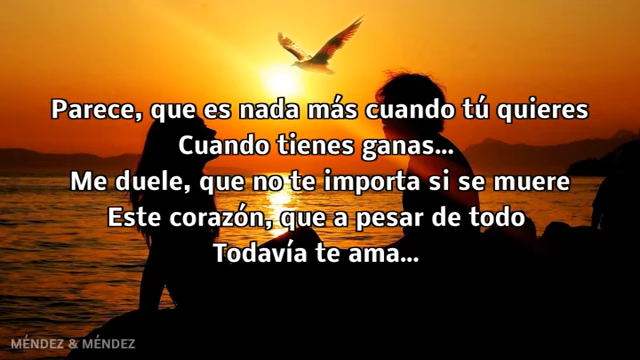 Parece, que es nada más cuando tú quieres
Cuando tienes ganas...
Me duele, que no te importa si se muere
Este corazón, que a pesar de todo
Todavía te ama...
MÉNDEZ & MÉNDEZ